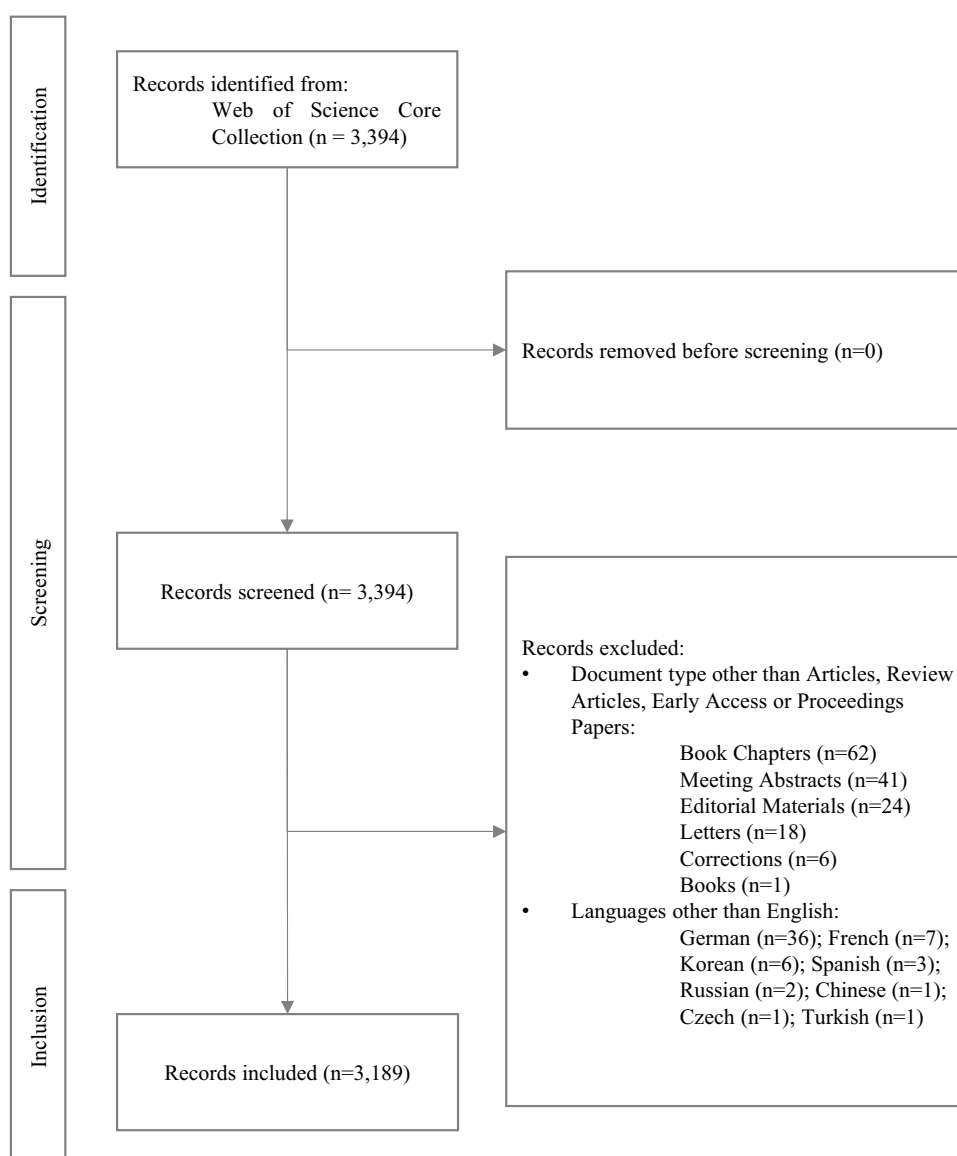 Identification
Records identified from:
Web of Science Core
Collection (n = 3,394)
Records removed before screening (n=0)
Screening
Records screened (n= 3,394)
Records excluded:
• Document type other than Articles, Review
Articles, Early Access or Proceedings
Papers:
Book Chapters (n=62)
Meeting Abstracts (n=41)
Editorial Materials (n=24)
Letters (n=18)
Corrections (n=6)
Books (n=1)
• Languages other than English:
German (n=36); French (n=7);
Korean (n=6); Spanish (n=3);
Russian (n=2); Chinese (n=1);
Czech (n=1); Turkish (n=1)
Inclusion
Records included (n=3,189)